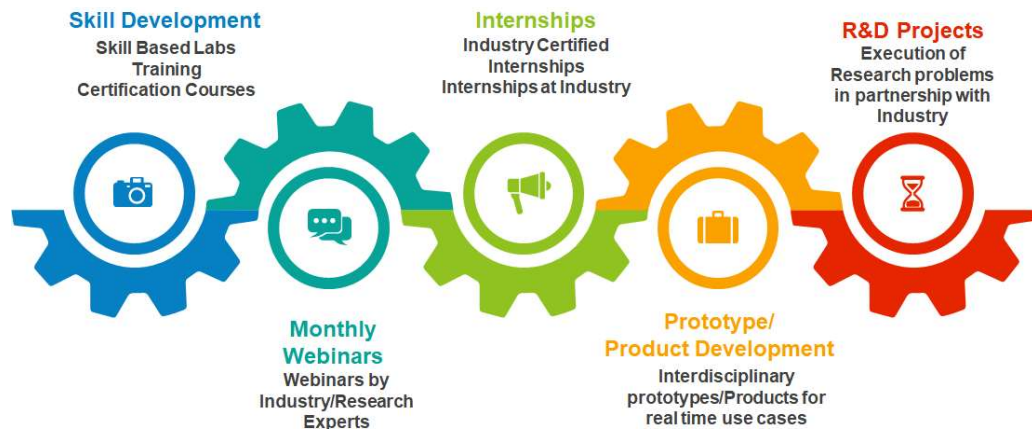 Skill Development
Skill Based Labs
Training
Certification Courses
Monthly
Webinars
Webinars by
Industry/Research
Experts
Internships
Industry Certified
Internships
Internships at Industry
Prototype/
Product Development
Interdisciplinary
prototypes/Products for
real time use cases
R&D Projects
Execution of
Research problems
in partnership with
Industry